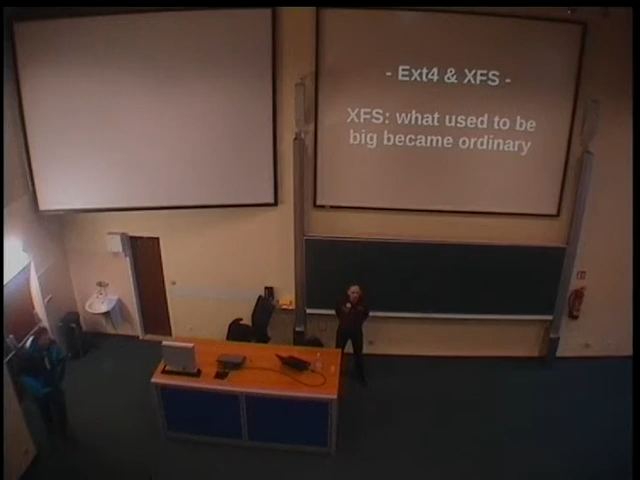 - Ext4 & XFS -
XFS: what used to be
big became ordinary